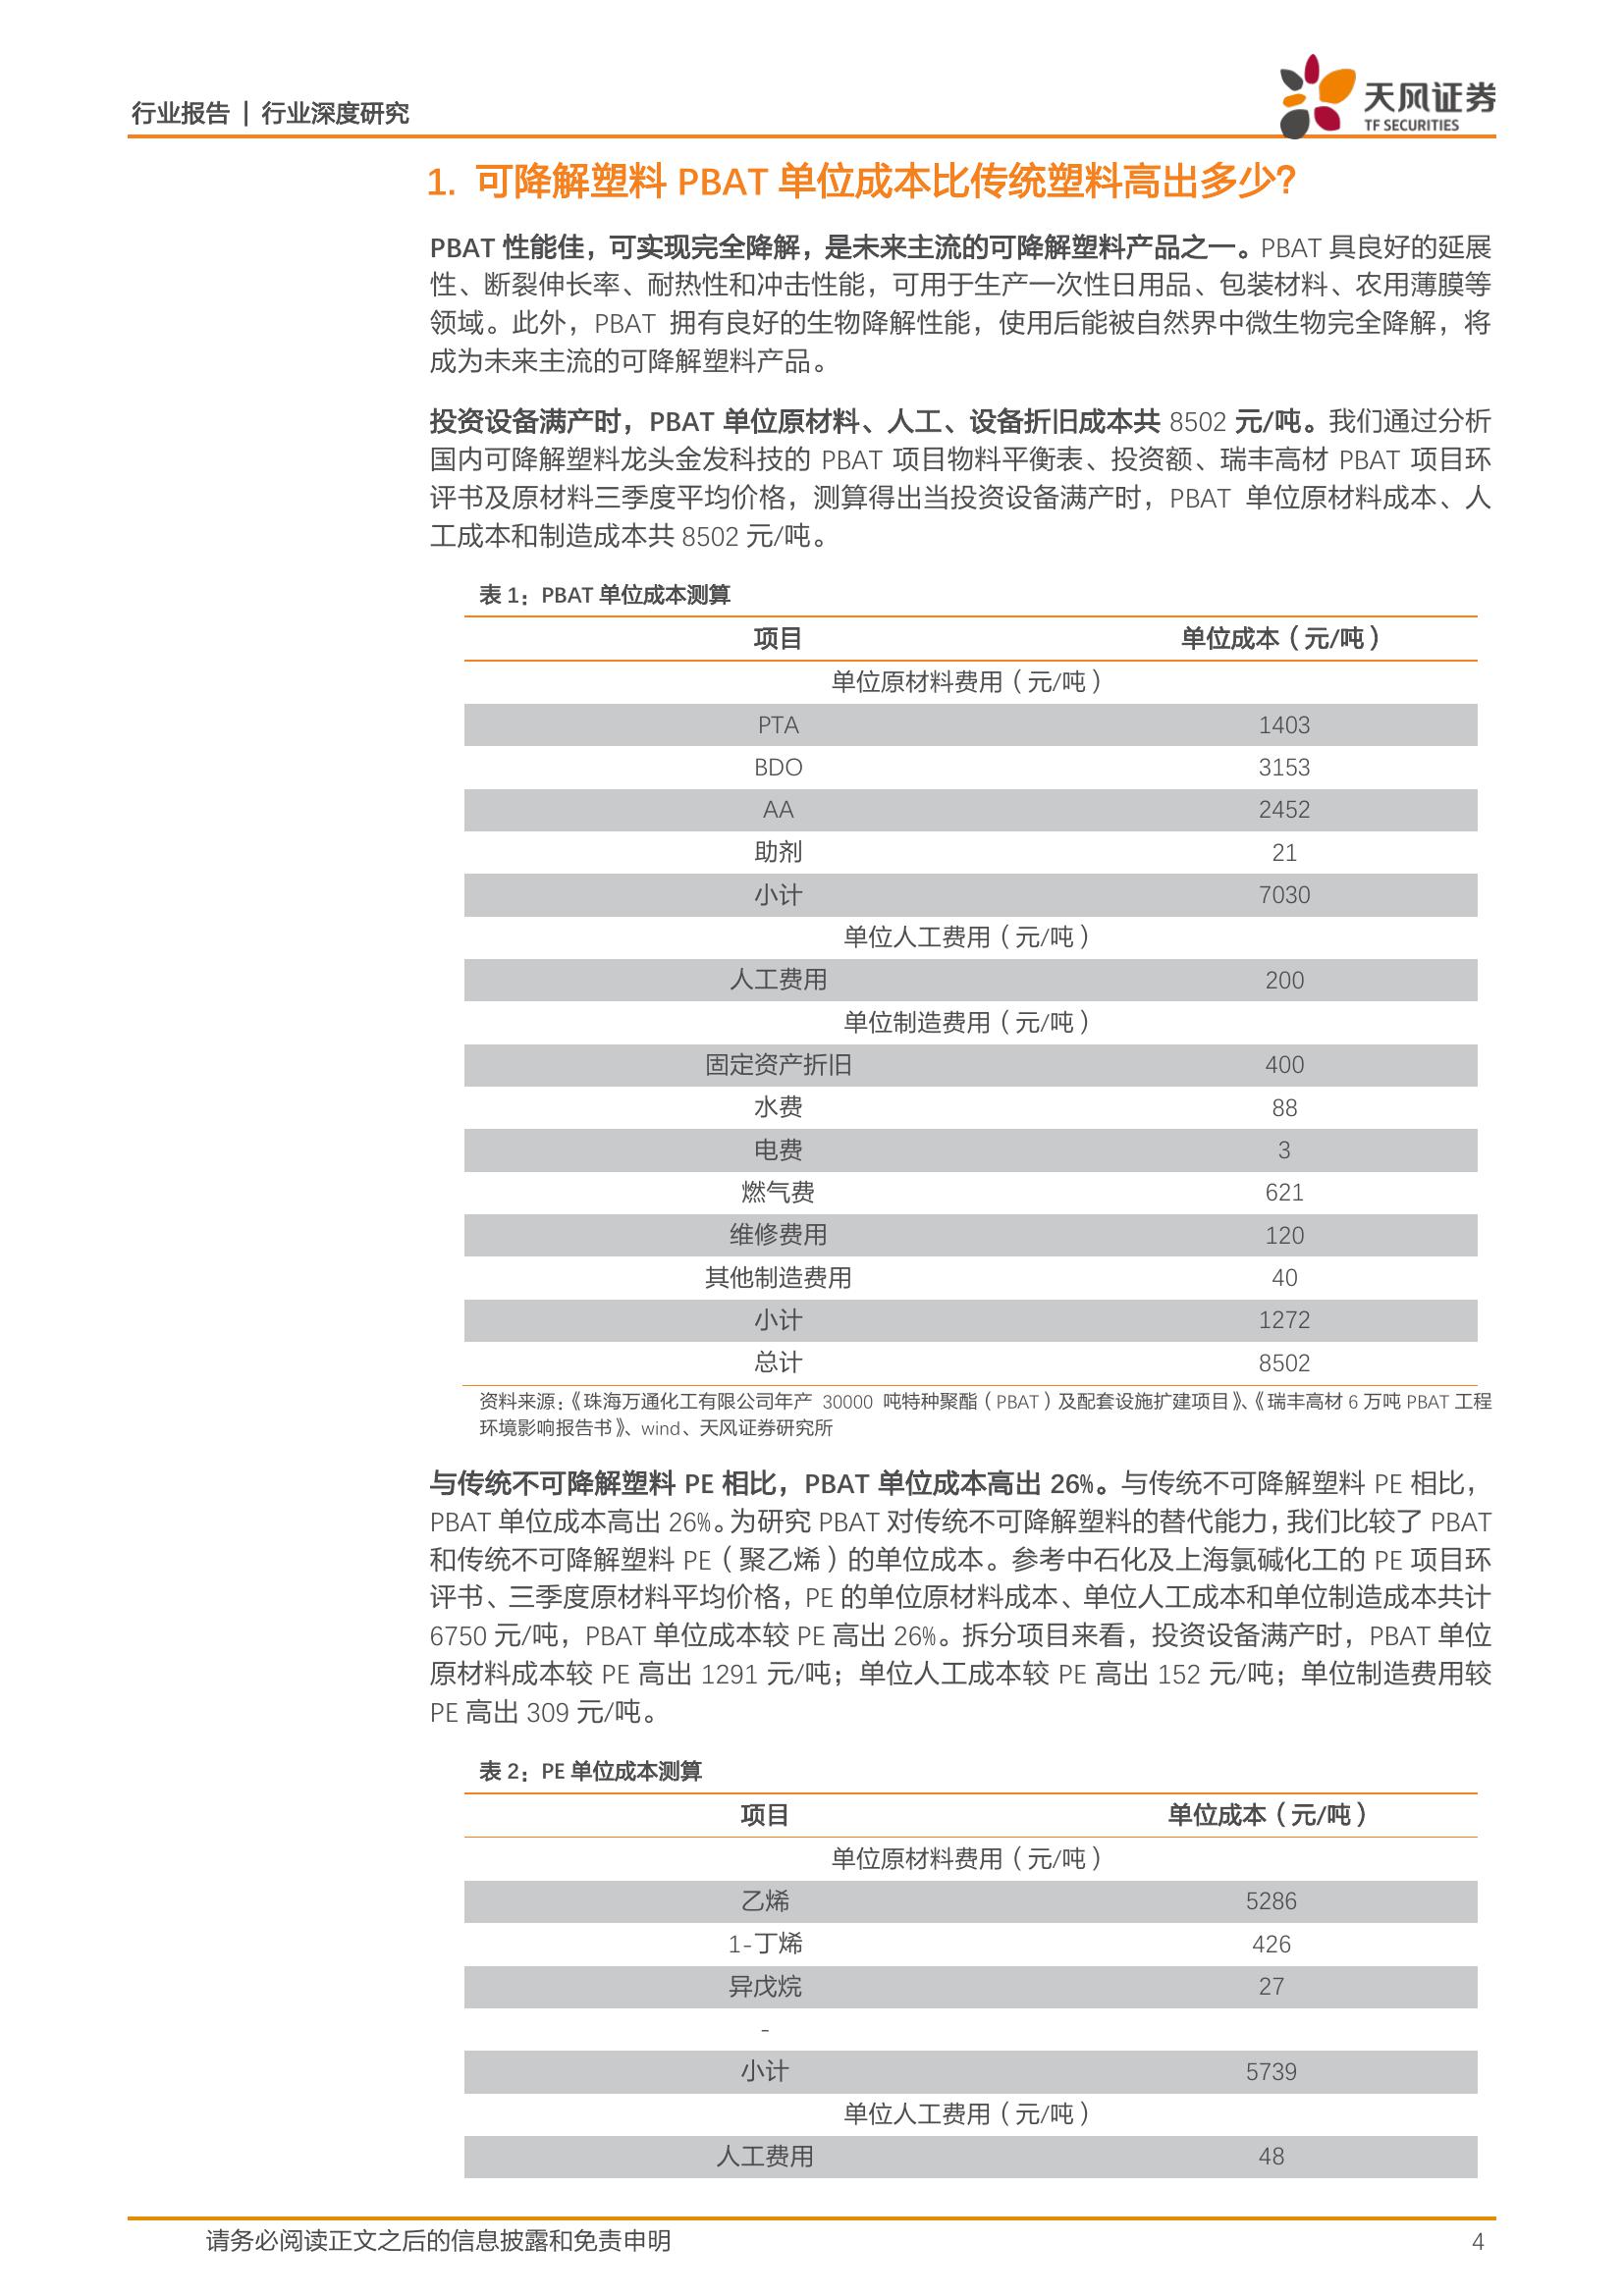 行业报告 | 行业深度研究
天风证券
TF SECURITIES
1. 可降解塑料 PBAT 单位成本比传统塑料高出多少？
PBAT 性能佳，可实现完全降解，是未来主流的可降解塑料产品之一。PBAT 具良好的延展
性、断裂伸长率、耐热性和冲击性能，可用于生产一次性日用品、包装材料、农用薄膜等
领域。此外，PBAT 拥有良好的生物降解性能，使用后能被自然界中微生物完全降解，将
成为未来主流的可降解塑料产品。
投资设备满产时，PBAT 单位原材料、人工、设备折旧成本共 8502 元/吨。我们通过分析
国内可降解塑料龙头金发科技的 PBAT 项目物料平衡表、投资额、瑞丰高材 PBAT 项目环
评书及原材料三季度平均价格，测算得出当投资设备满产时，PBAT 单位原材料成本、人
工成本和制造成本共 8502 元/吨。
表 1：PBAT 单位成本测算
项目 单位成本（元/吨）
单位原材料费用（元/吨）
PTA 1403
BDO 3153
AA 2452
助剂 21
小计 7030
单位人工费用（元/吨）
人工费用 200
单位制造费用（元/吨）
固定资产折旧 400
水费 88
电费 3
燃气费 621
维修费用 120
其他制造费用 40
小计 1272
总计 8502
资料来源：《珠海万通化工有限公司年产 30000 吨特种聚酯（PBAT）及配套设施扩建项目》、《瑞丰高材 6 万吨 PBAT 工程
环境影响报告书》、wind、天风证券研究所
与传统不可降解塑料 PE 相比，PBAT 单位成本高出 26%。与传统不可降解塑料 PE 相比，
PBAT 单位成本高出 26%。为研究 PBAT 对传统不可降解塑料的替代能力，我们比较了 PBAT
和传统不可降解塑料 PE（聚乙烯）的单位成本。参考中石化及上海氯碱化工的 PE 项目环
评书、三季度原材料平均价格，PE 的单位原材料成本、单位人工成本和单位制造成本共计
6750 元/吨，PBAT 单位成本较 PE 高出 26%。拆分项目来看，投资设备满产时，PBAT 单位
原材料成本较 PE 高出 1291 元/吨；单位人工成本较 PE 高出 152 元/吨；单位制造费用较
PE 高出 309 元/吨。
表 2：PE 单位成本测算
项目 单位成本（元/吨）
单位原材料费用（元/吨）
乙烯 5286
1-丁烯 426
异戊烷 27
-
小计 5739
单位人工费用（元/吨）
人工费用 48
请务必阅读正文之后的信息披露和免责申明 4